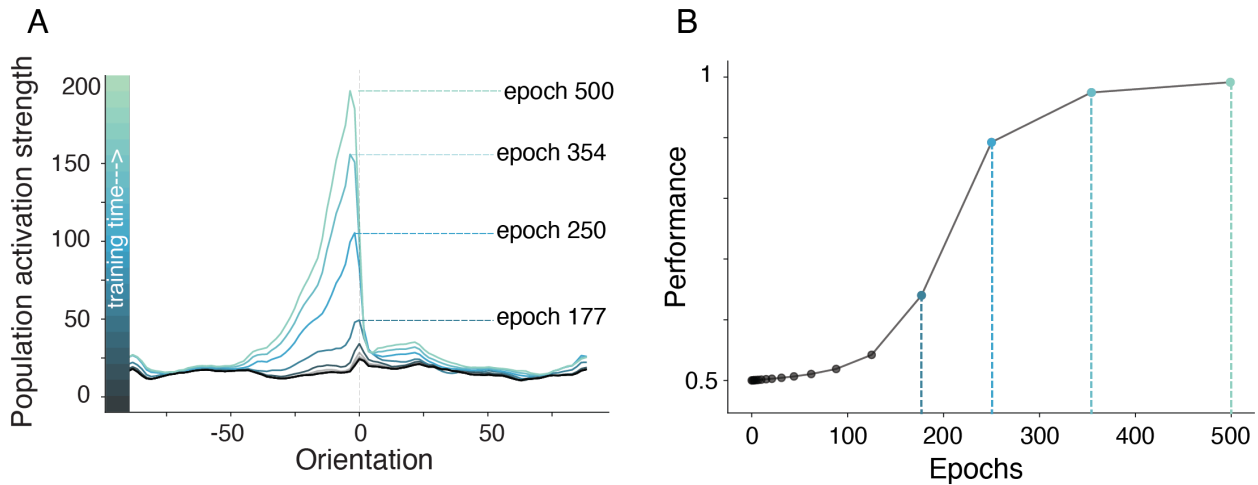 A
Population activation strength
200
150
100
50
0
training time---->
epoch 500
epoch 354
epoch 250
epoch 177
-50
0
50
Orientation
B
Performance
1
0.5
0
100
200
300
400
500
Epochs